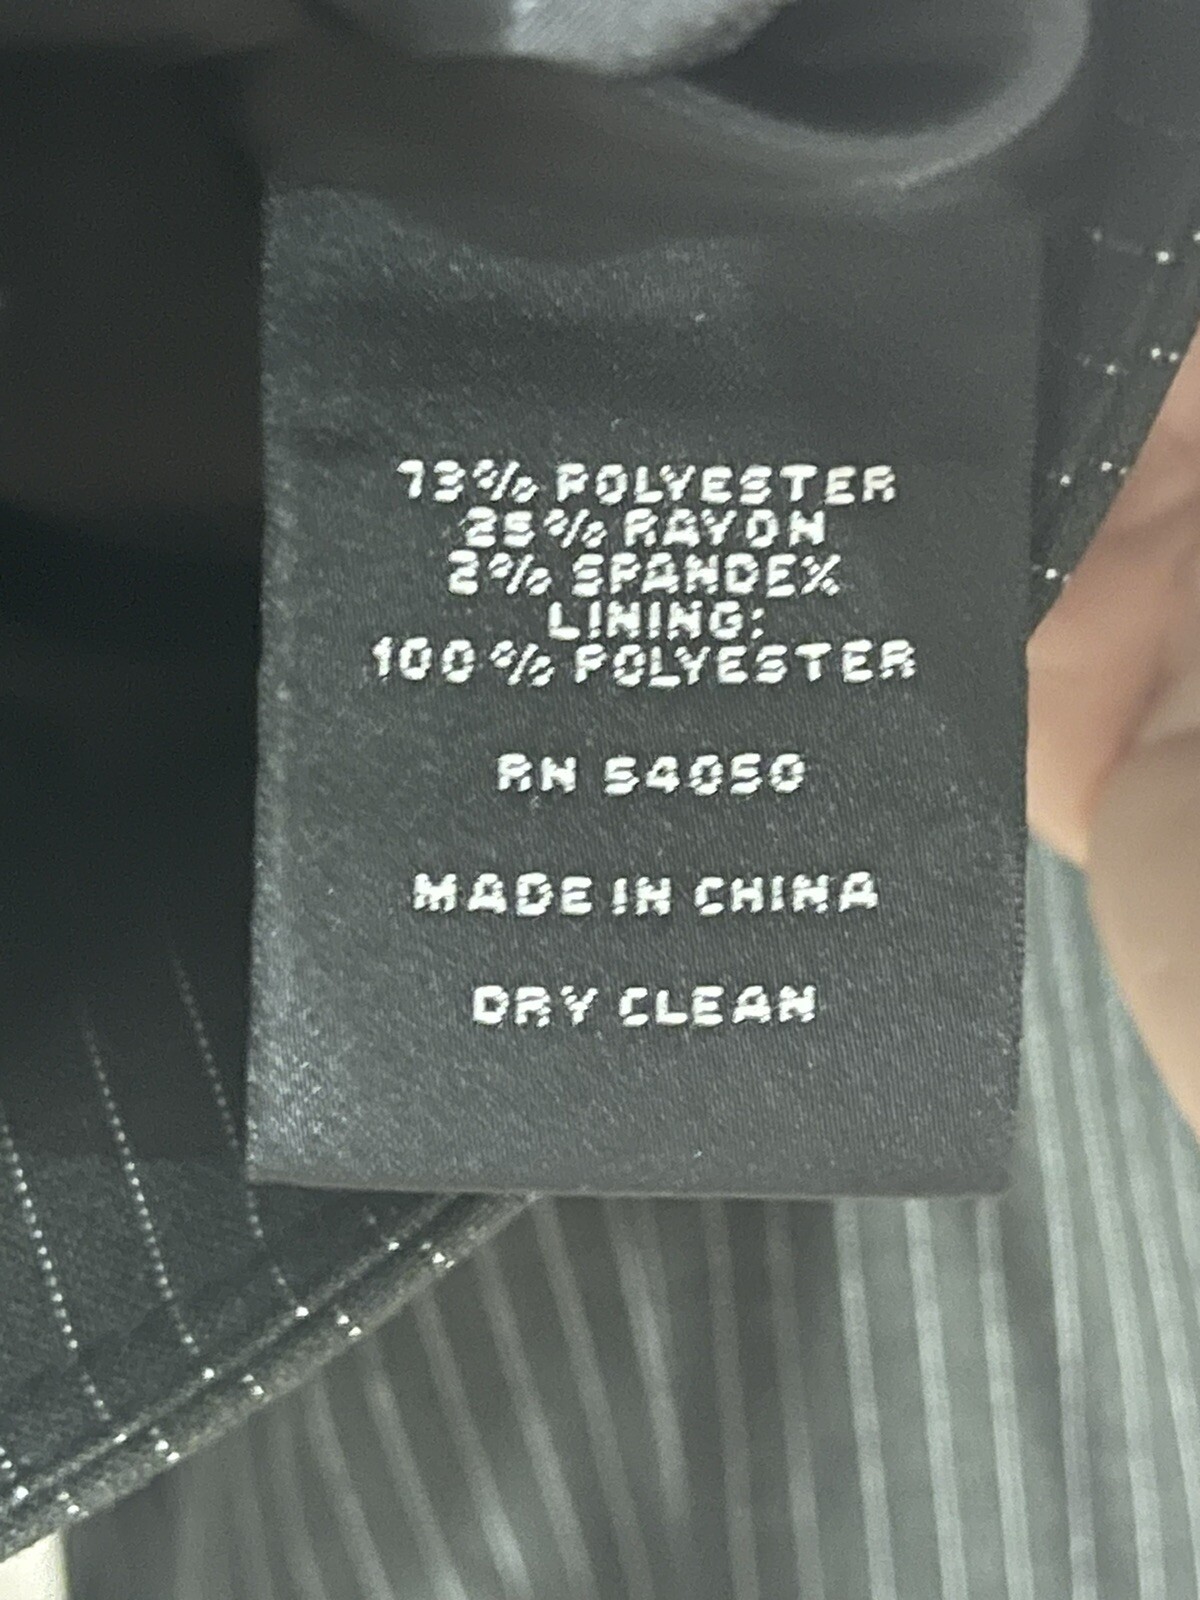 73% POLYESTER
25% RAYON
2% SPANDEX
LINING:
100% POLYESTER
RN 54050
MADE IN CHINA
DRY CLEAN